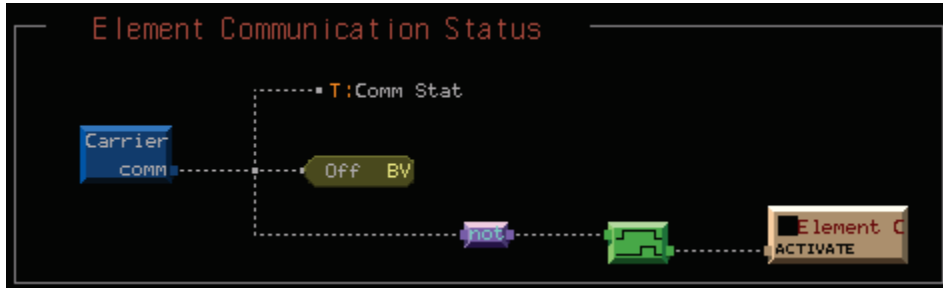 Element Communication Status
T:Comm Stat
Carrier
comm
Off BV
not
Element C
ACTIVATE